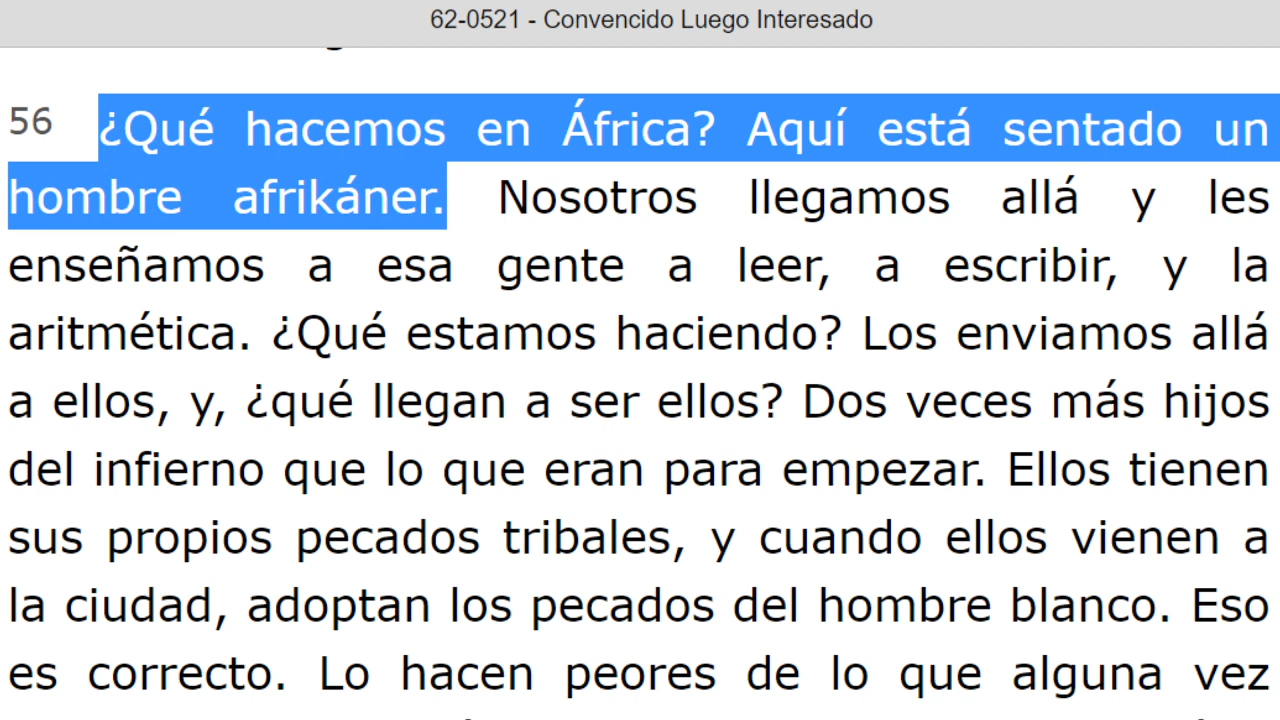 62-0521 - Convencido Luego Interesado
56 ¿Qué hacemos en África? Aquí está sentado un
hombre afrikáner. Nosotros llegamos allá y les
enseñamos a esa gente a leer, a escribir, y la
aritmética. ¿Qué estamos haciendo? Los enviamos allá
a ellos, y, ¿qué llegan a ser ellos? Dos veces más hijos
del infierno que lo que eran para empezar. Ellos tienen
sus propios pecados tribales, y cuando ellos vienen a
la ciudad, adoptan los pecados del hombre blanco. Eso
es correcto. Lo hacen peores de lo que alguna vez